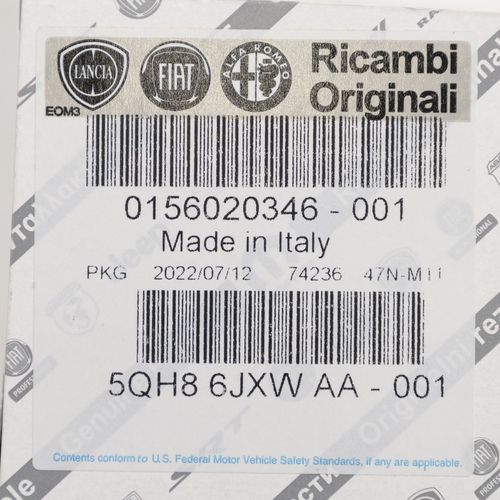 LANCIA
FIAT
ALFA ROMEO
Ricambi
Originali
EOM3
0156020346 - 001
Made in Italy
PKG 2022/07/12 74236 47N-M11
5QH8 6JXW AA - 001
Contents conform to U.S. Federal Motor Vehicle Safety Standards, if any are applicable.